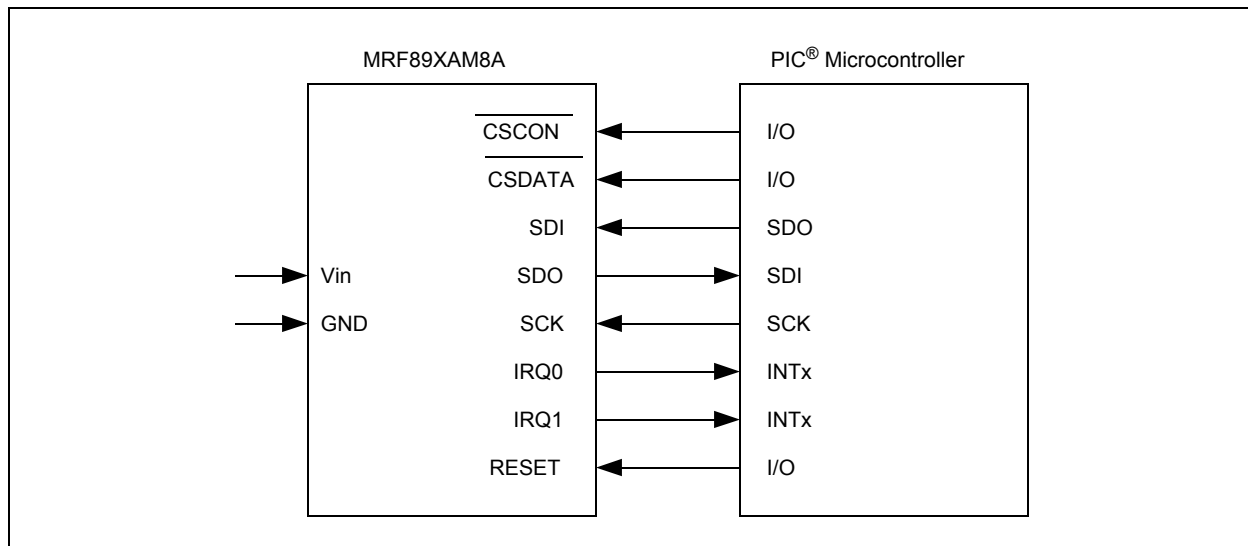 MRF89XAM8A PIC® Microcontroller
CSCON I/O
CSDATA I/O
SDI SDO
Vin SDO SDI
GND SCK SCK
IRQ0 INTx
IRQ1 INTx
RESET I/O